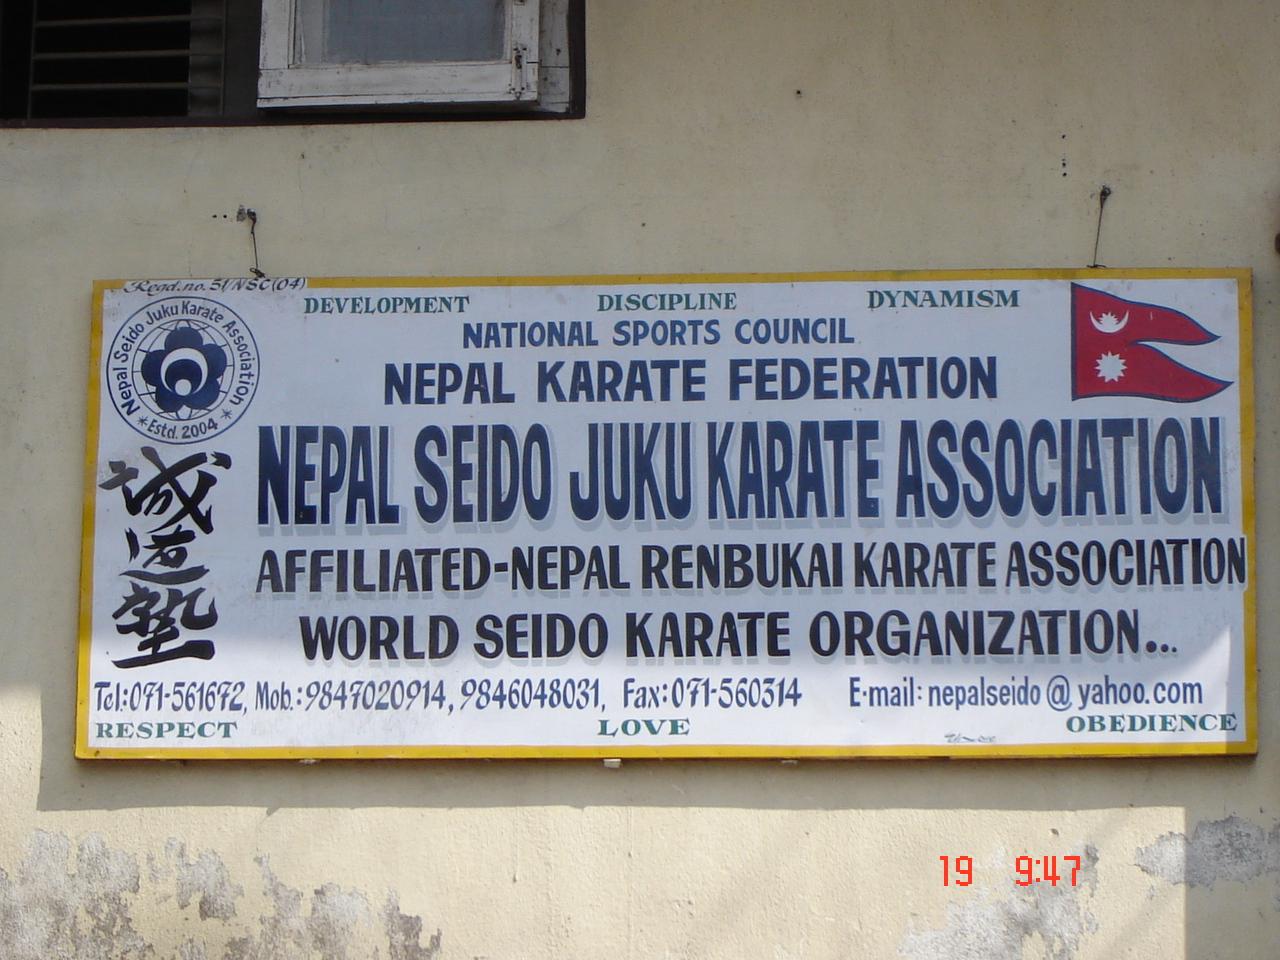 Regd.no.51/NSC(04)
DEVELOPMENT DISCIPLINE DYNAMISM
Nepal Seido Juku Karate Association
* Estd. 2004 *
NATIONAL SPORTS COUNCIL
NEPAL KARATE FEDERATION
NEPAL SEIDO JUKU KARATE ASSOCIATION
誠道塾
AFFILIATED-NEPAL RENBUKAI KARATE ASSOCIATION
WORLD SEIDO KARATE ORGANIZATION...
Tel.:071-561672, Mob.:9847020914, 9846048031, Fax:071-560314 E-mail: nepalseido@yahoo.com
RESPECT LOVE OBEDIENCE
19 9:47